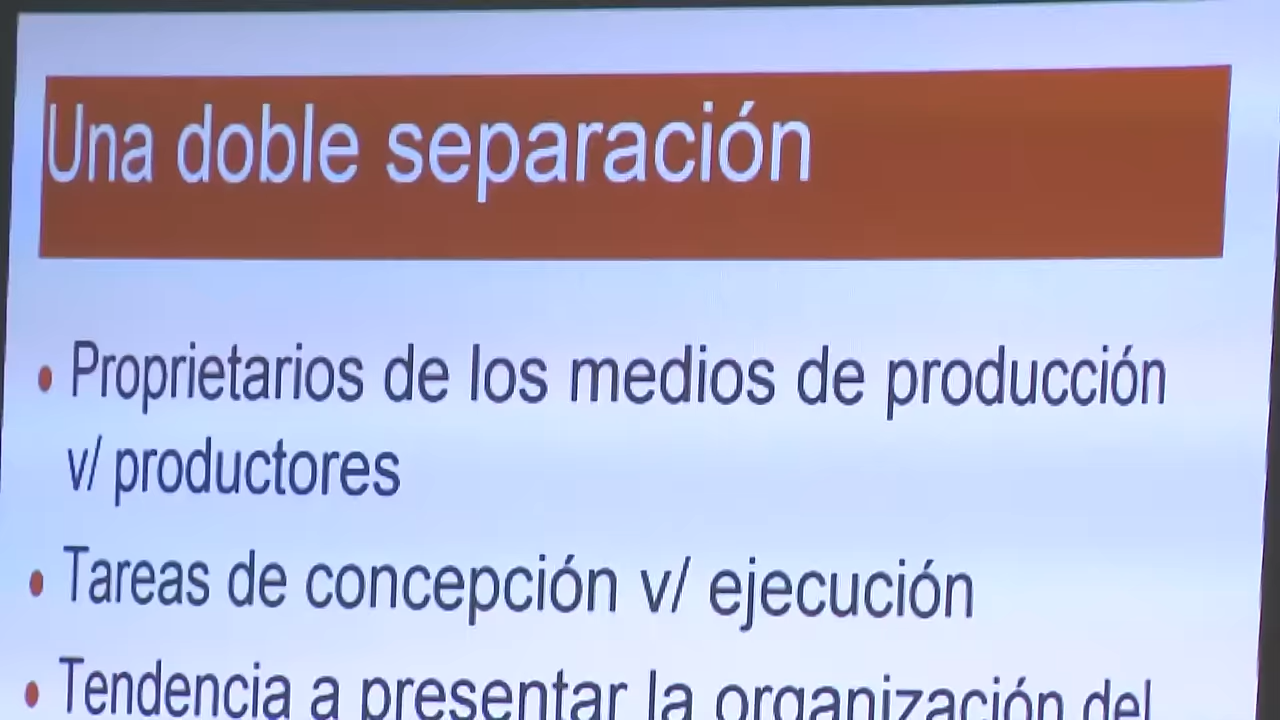 Una doble separación
• Proprietarios de los medios de producción
v/ productores
• Tareas de concepción v/ ejecución
• Tendencia a presentar la organización del